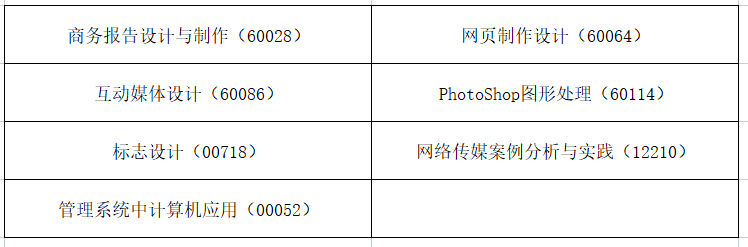 商务报告设计与制作（60028）
网页制作设计（60064）
互动媒体设计（60086）
PhotoShop图形处理（60114）
标志设计（00718）
网络传媒案例分析与实践（12210）
管理系统中计算机应用（00052）